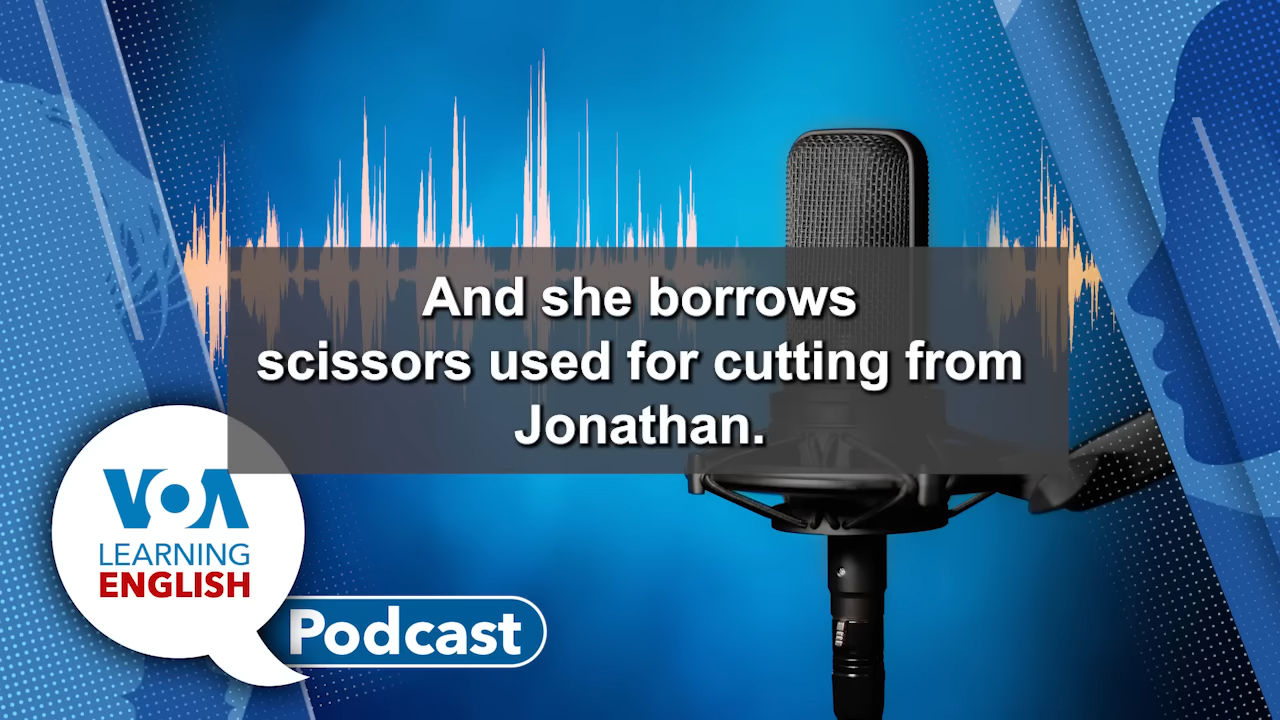 And she borrows
scissors used for cutting from
Jonathan.
VOA
LEARNING
ENGLISH
Podcast